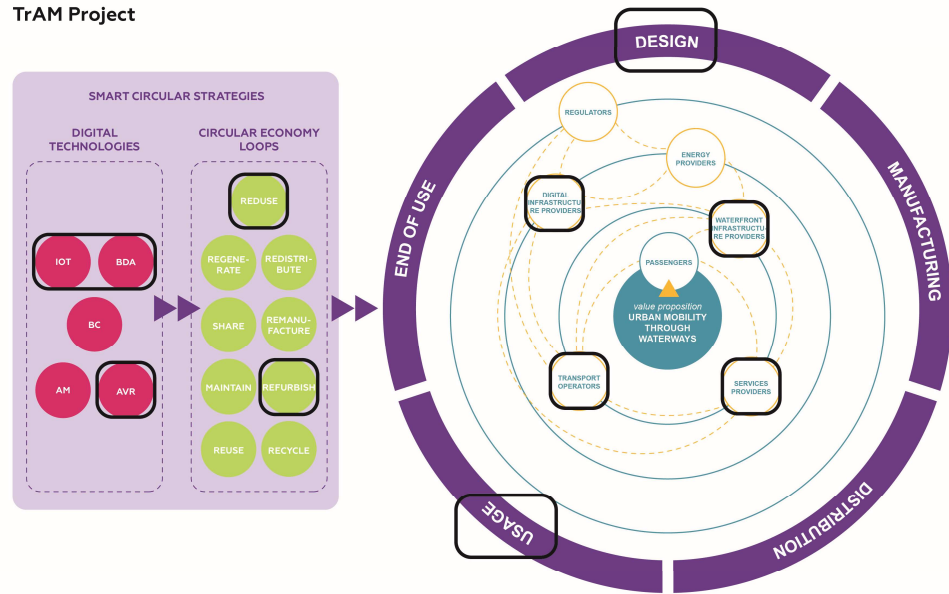 TrAM Project
SMART CIRCULAR STRATEGIES
DIGITAL
TECHNOLOGIES
CIRCULAR ECONOMY
LOOPS
IOT
BDA
BC
AM
AVR
REDUSE
REGENE-
RATE
REDISTRI-
BUTE
SHARE
REMANU-
FACTURE
MAINTAIN
REFURBISH
REUSE
RECYCLE
DESIGN
MANUFACTURING
DISTRIBUTION
USAGE
END OF USE
REGULATORS
ENERGY
PROVIDERS
DIGITAL
INFRASTRUCTU-
RE PROVIDERS
WATERFRONT
INFRASTRUCTU-
RE PROVIDERS
PASSENGERS
value proposition
URBAN MOBILITY
THROUGH
WATERWAYS
TRANSPORT
OPERATORS
SERVICES
PROVIDERS